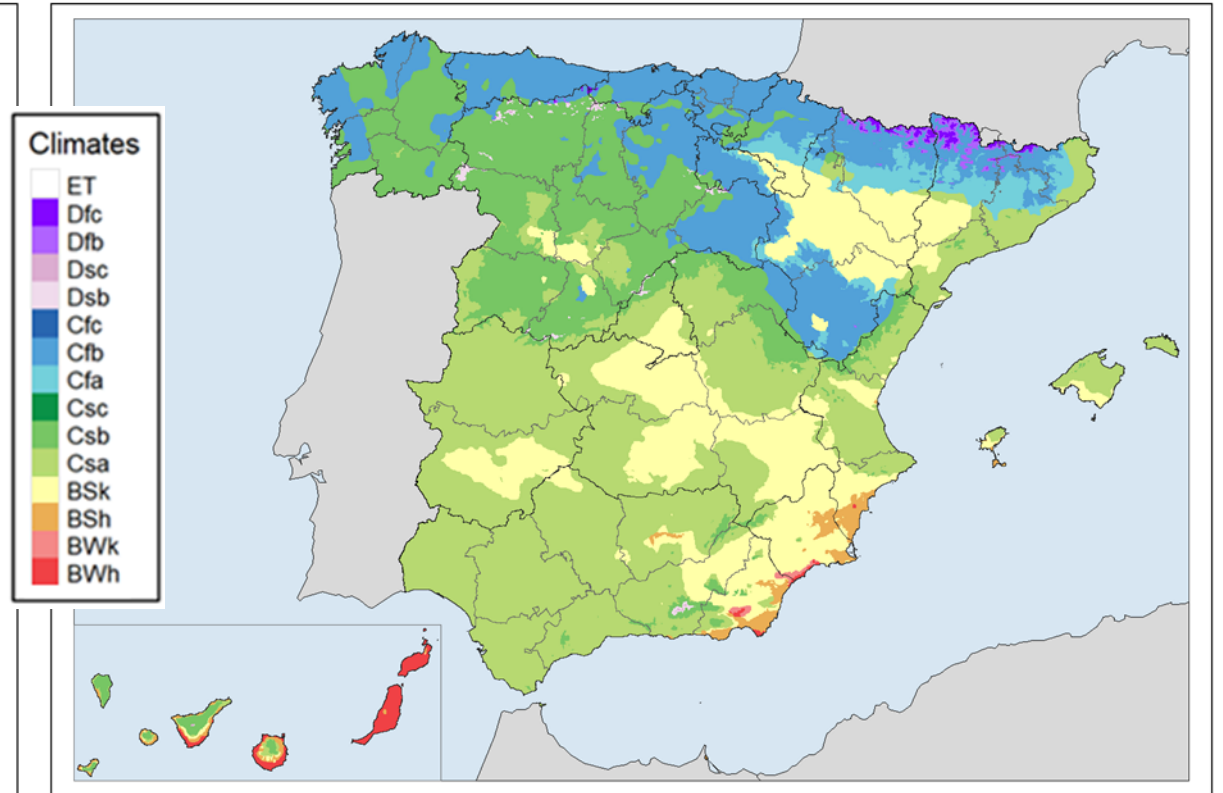 Climates
ET
Dfc
Dfb
Dsc
Dsb
Cfc
Cfb
Cfa
Csc
Csb
Csa
BSk
BSh
BWk
BWh